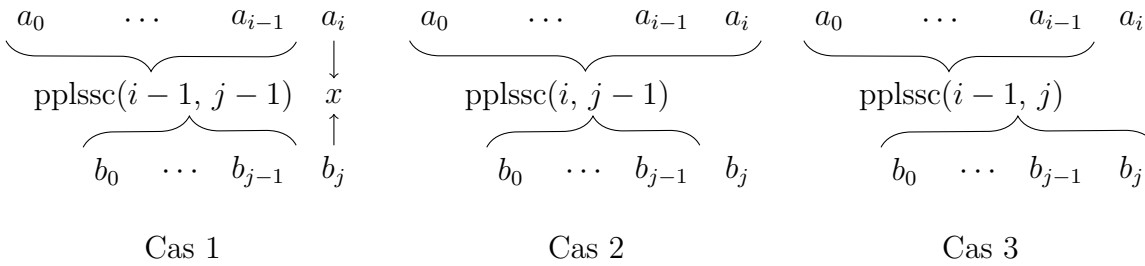 a_0 ⋯ a_{i−1} a_i a_0 ⋯ a_{i−1} a_i a_0 ⋯ a_{i−1} a_i
pplssc(i − 1, j − 1) x pplssc(i, j − 1) pplssc(i − 1, j)
b_0 ⋯ b_{j−1} b_j b_0 ⋯ b_{j−1} b_j b_0 ⋯ b_{j−1} b_j
Cas 1 Cas 2 Cas 3